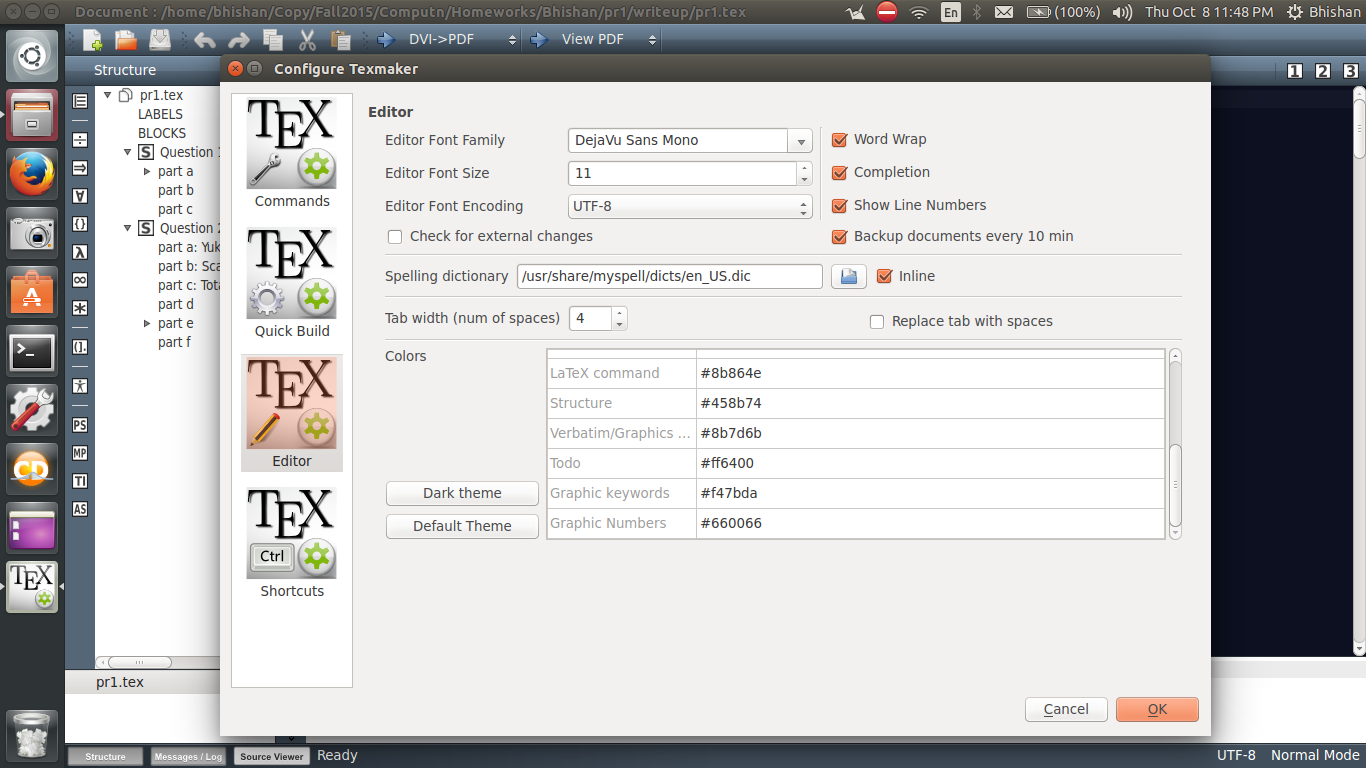 Document : /home/bhishan/Copy/Fall2015/Computn/Homeworks/Bhishan/pr1/writeup/pr1.tex
En
(100%)
Thu Oct 8 11:48 PM
Bhishan
DVI->PDF
View PDF
Structure
1 2 3
Configure Texmaker
pr1.tex
LABELS
BLOCKS
S Question 1
part a
part b
part c
S Question 2
part a: Yuk
part b: Sca
part c: Tota
part d
part e
part f
PS
MP
TI
AS
TEX
Commands
TEX
Quick Build
TEX
Editor
TEX
Ctrl
Shortcuts
Editor
Editor Font Family
DejaVu Sans Mono
Word Wrap
Editor Font Size
11
Completion
Editor Font Encoding
UTF-8
Show Line Numbers
Check for external changes
Backup documents every 10 min
Spelling dictionary
/usr/share/myspell/dicts/en_US.dic
Inline
Tab width (num of spaces)
4
Replace tab with spaces
Colors
LaTeX command #8b864e
Structure #458b74
Verbatim/Graphics ... #8b7d6b
Todo #ff6400
Graphic keywords #f47bda
Graphic Numbers #660066
Dark theme
Default Theme
Cancel
OK
TEX
pr1.tex
Structure
Messages / Log
Source Viewer
Ready
UTF-8
Normal Mode